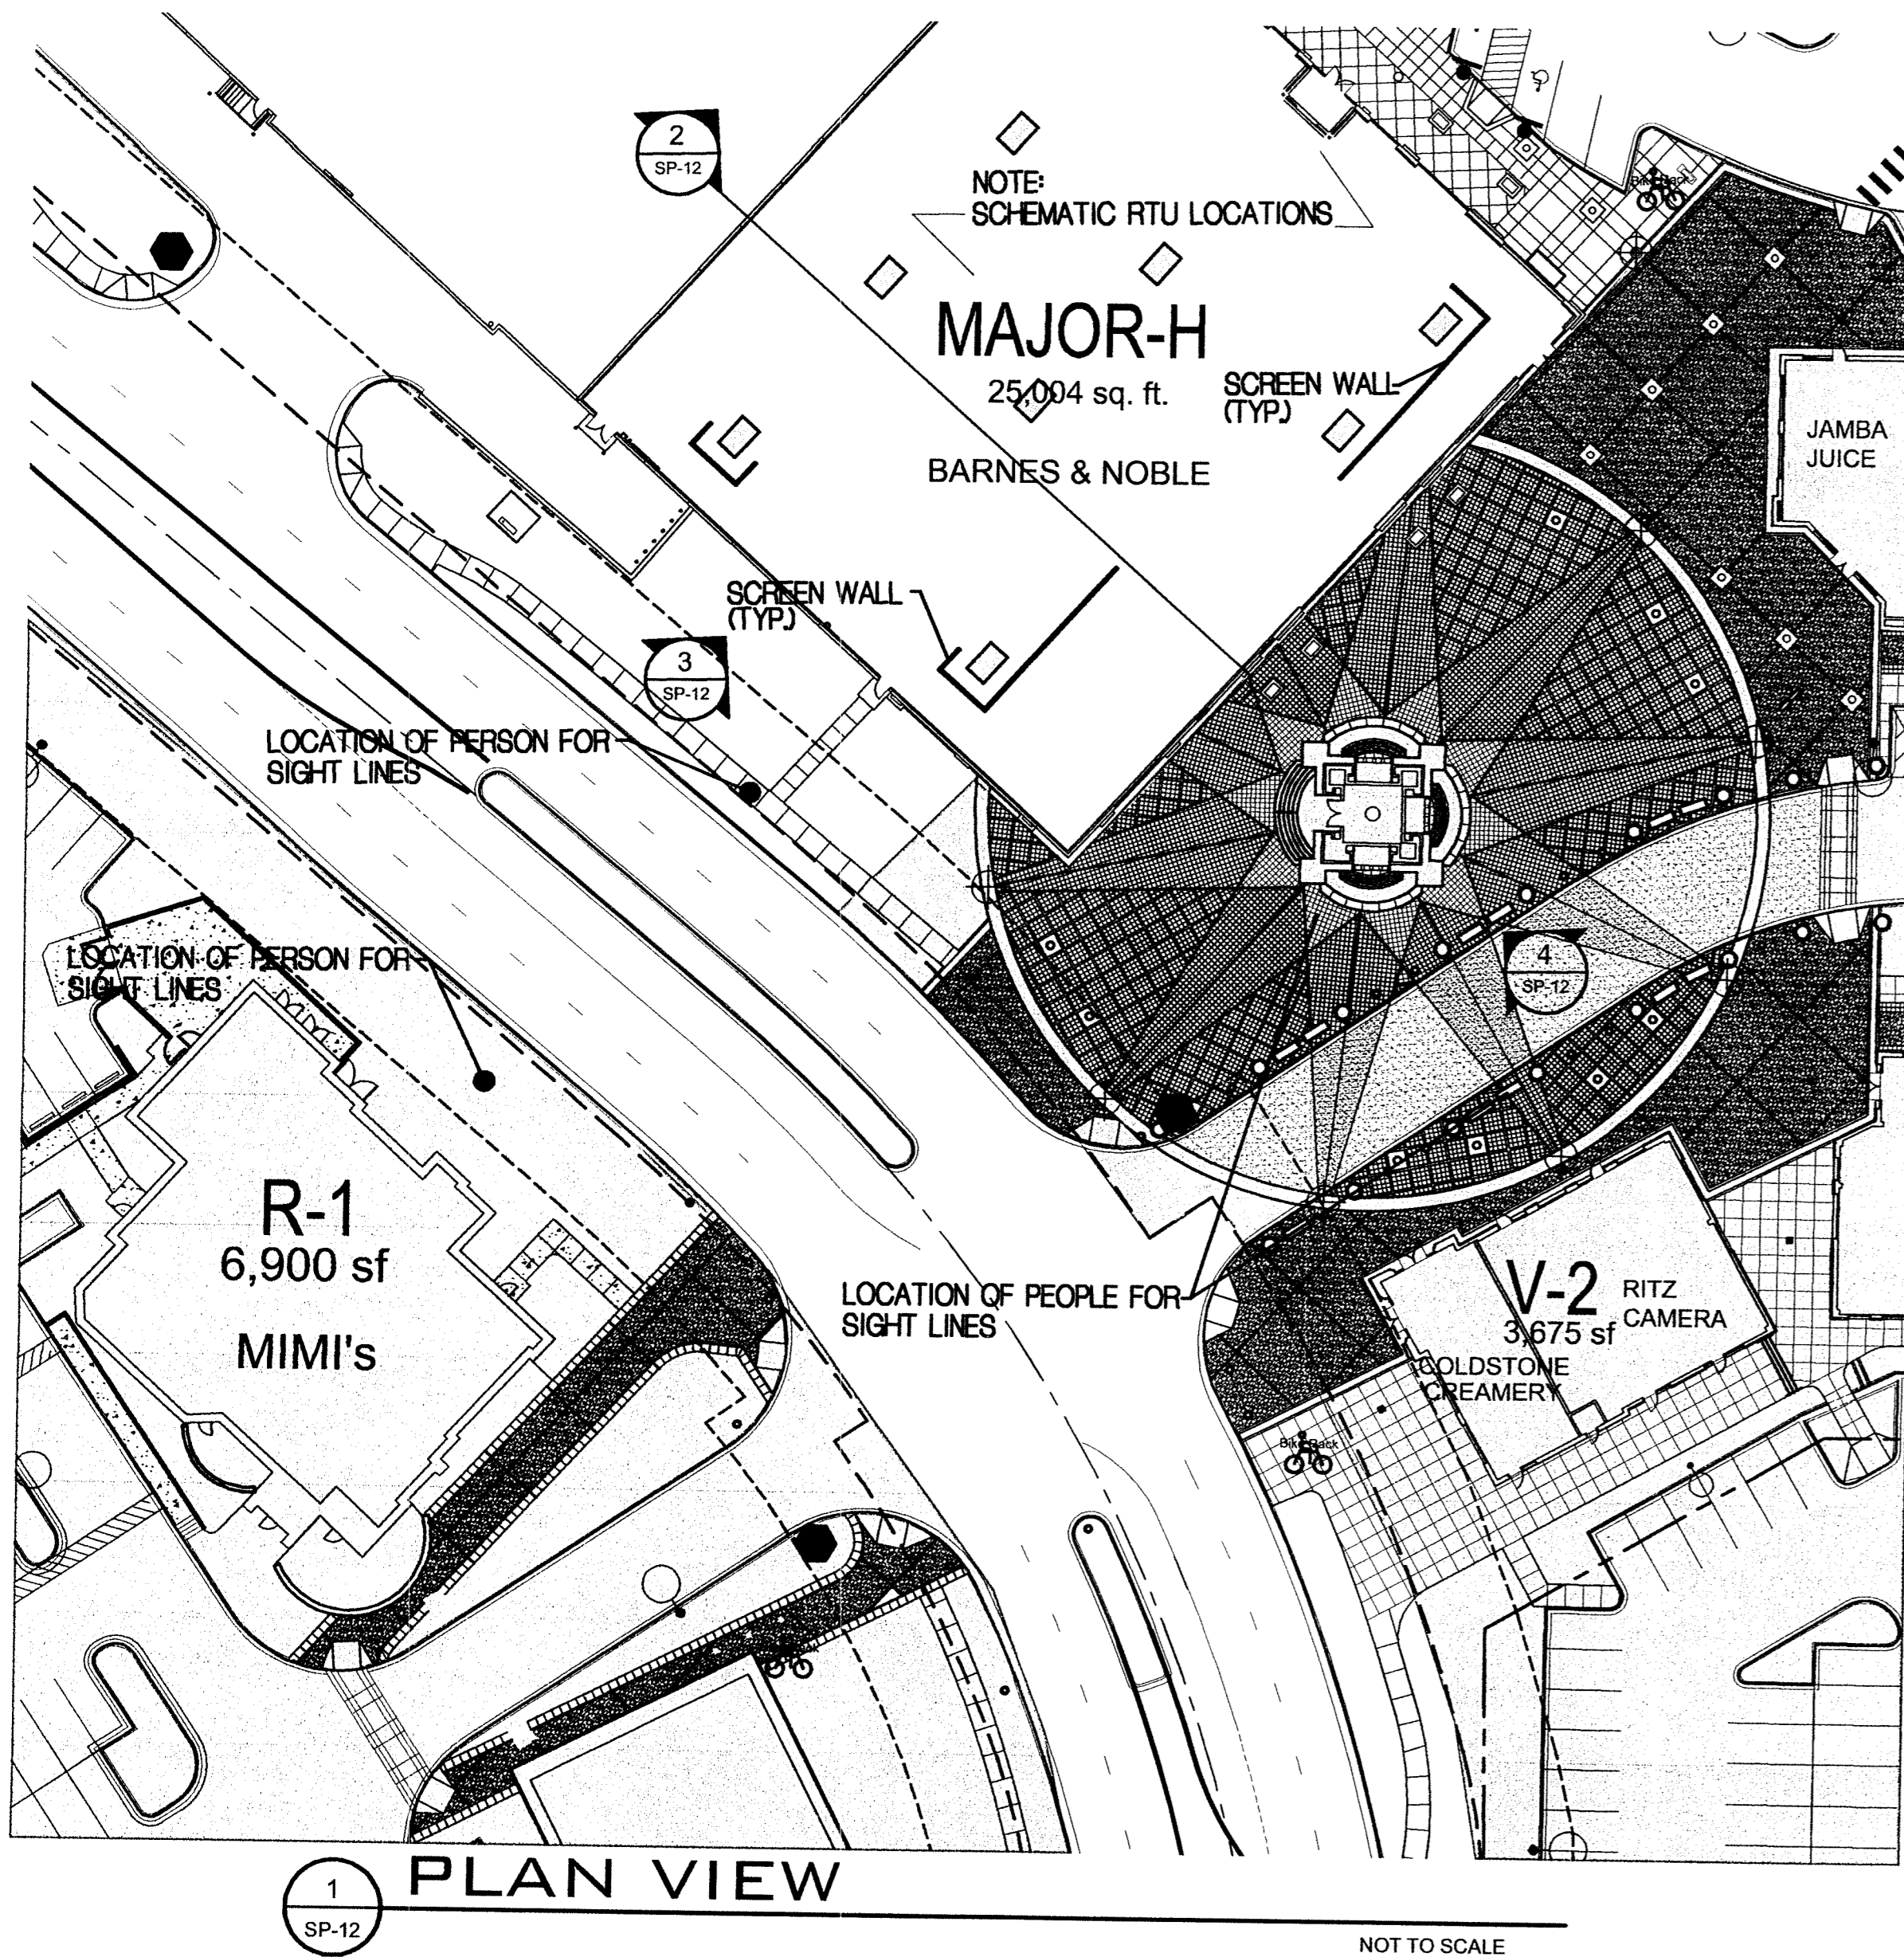 2
SP-12
NOTE:
SCHEMATIC RTU LOCATIONS
Bike Rack
MAJOR-H
25,004 sq. ft.
BARNES & NOBLE
SCREEN WALL
(TYP.)
JAMBA
JUICE
SCREEN WALL
(TYP.)
3
SP-12
LOCATION OF PERSON FOR
SIGHT LINES
LOCATION OF PERSON FOR
SIGHT LINES
4
SP-12
R-1
6,900 sf
MIMI's
LOCATION OF PEOPLE FOR
SIGHT LINES
V-2
3,675 sf
RITZ
CAMERA
COLDSTONE
CREAMERY
Bike Rack
1
SP-12
PLAN VIEW
NOT TO SCALE